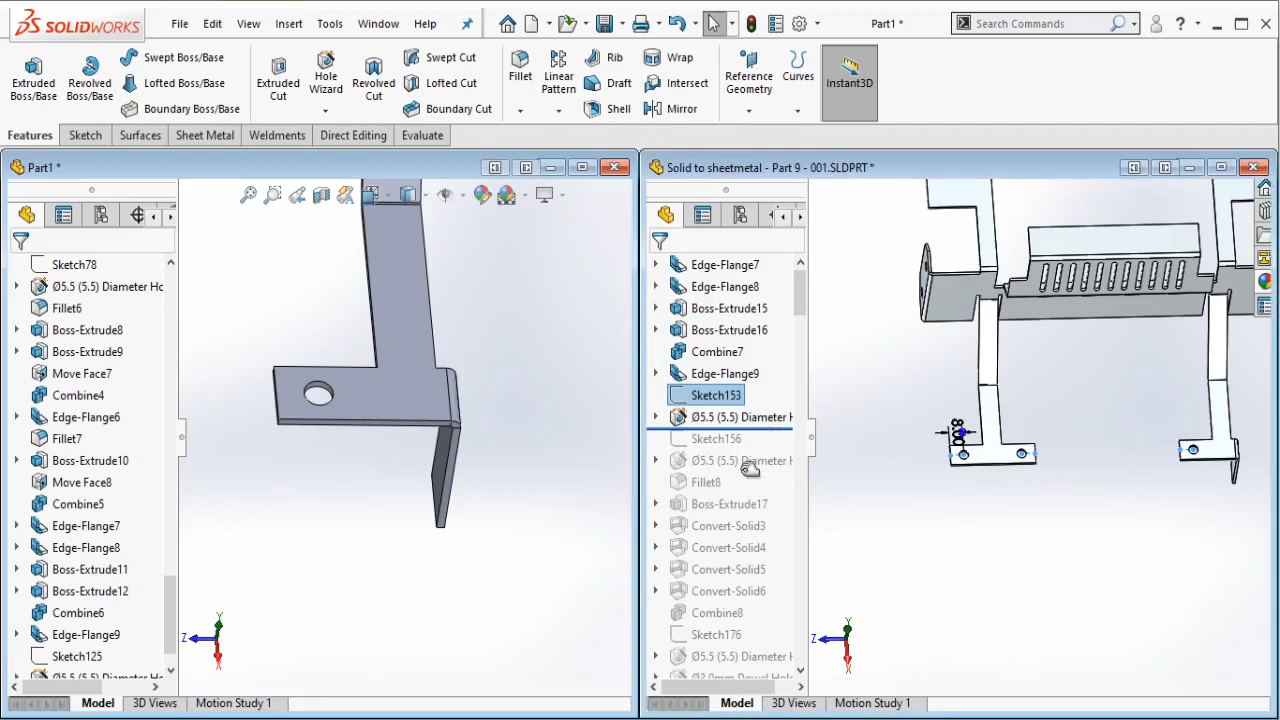 SOLIDWORKS
File Edit View Insert Tools Window Help
Part1 *
Search Commands
Extruded Boss/Base
Revolved Boss/Base
Swept Boss/Base
Lofted Boss/Base
Boundary Boss/Base
Extruded Cut
Hole Wizard
Revolved Cut
Swept Cut
Lofted Cut
Boundary Cut
Fillet
Linear Pattern
Rib
Draft
Shell
Wrap
Intersect
Mirror
Reference Geometry
Curves
Instant3D
Features Sketch Surfaces Sheet Metal Weldments Direct Editing Evaluate
Part1 *
Sketch78
Ø5.5 (5.5) Diameter Ho
Fillet6
Boss-Extrude8
Boss-Extrude9
Move Face7
Combine4
Edge-Flange6
Fillet7
Boss-Extrude10
Move Face8
Combine5
Edge-Flange7
Edge-Flange8
Boss-Extrude11
Boss-Extrude12
Combine6
Edge-Flange9
Sketch125
Y
Z
X
Model 3D Views Motion Study 1
Solid to sheetmetal - Part 9 - 001.SLDPRT *
Edge-Flange7
Edge-Flange8
Boss-Extrude15
Boss-Extrude16
Combine7
Edge-Flange9
Sketch153
Ø5.5 (5.5) Diameter H
Sketch156
Ø5.5 (5.5) Diameter H
Fillet8
Boss-Extrude17
Convert-Solid3
Convert-Solid4
Convert-Solid5
Convert-Solid6
Combine8
Sketch176
Ø5.5 (5.5) Diameter H
8.00
Y
Z
X
Model 3D Views Motion Study 1